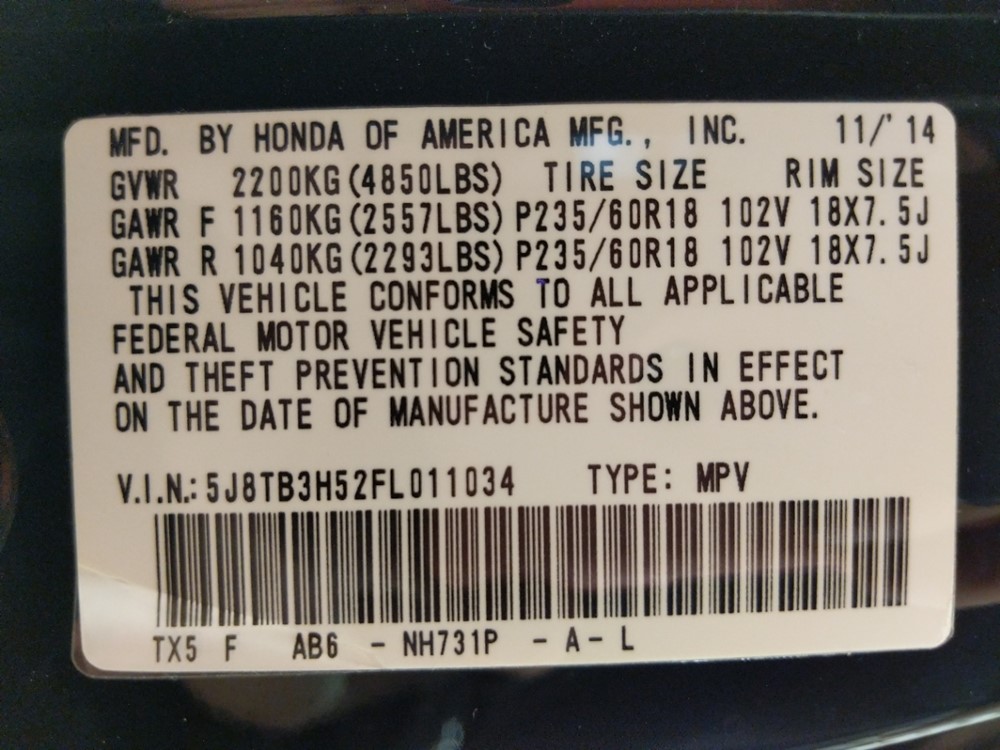 MFD. BY HONDA OF AMERICA MFG., INC. 11/'14
GVWR 2200KG(4850LBS) TIRE SIZE RIM SIZE
GAWR F 1160KG(2557LBS) P235/60R18 102V 18X7.5J
GAWR R 1040KG(2293LBS) P235/60R18 102V 18X7.5J
THIS VEHICLE CONFORMS TO ALL APPLICABLE
FEDERAL MOTOR VEHICLE SAFETY
AND THEFT PREVENTION STANDARDS IN EFFECT
ON THE DATE OF MANUFACTURE SHOWN ABOVE.
V.I.N.: 5J8TB3H52FL011034 TYPE: MPV
TX5 F AB6 - NH731P - A - L